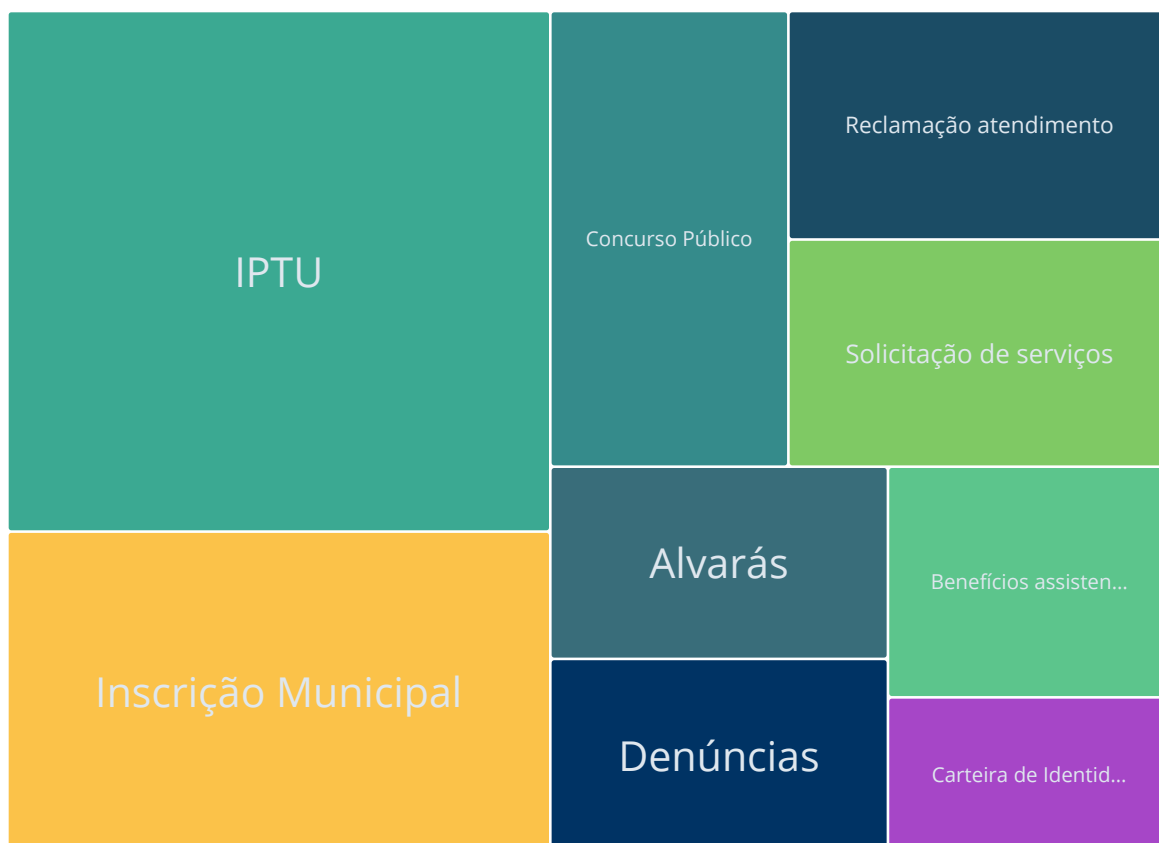 IPTU
Inscrição Municipal
Concurso Público
Reclamação atendimento
Solicitação de serviços
Alvarás
Denúncias
Benefícios assisten...
Carteira de Identid...